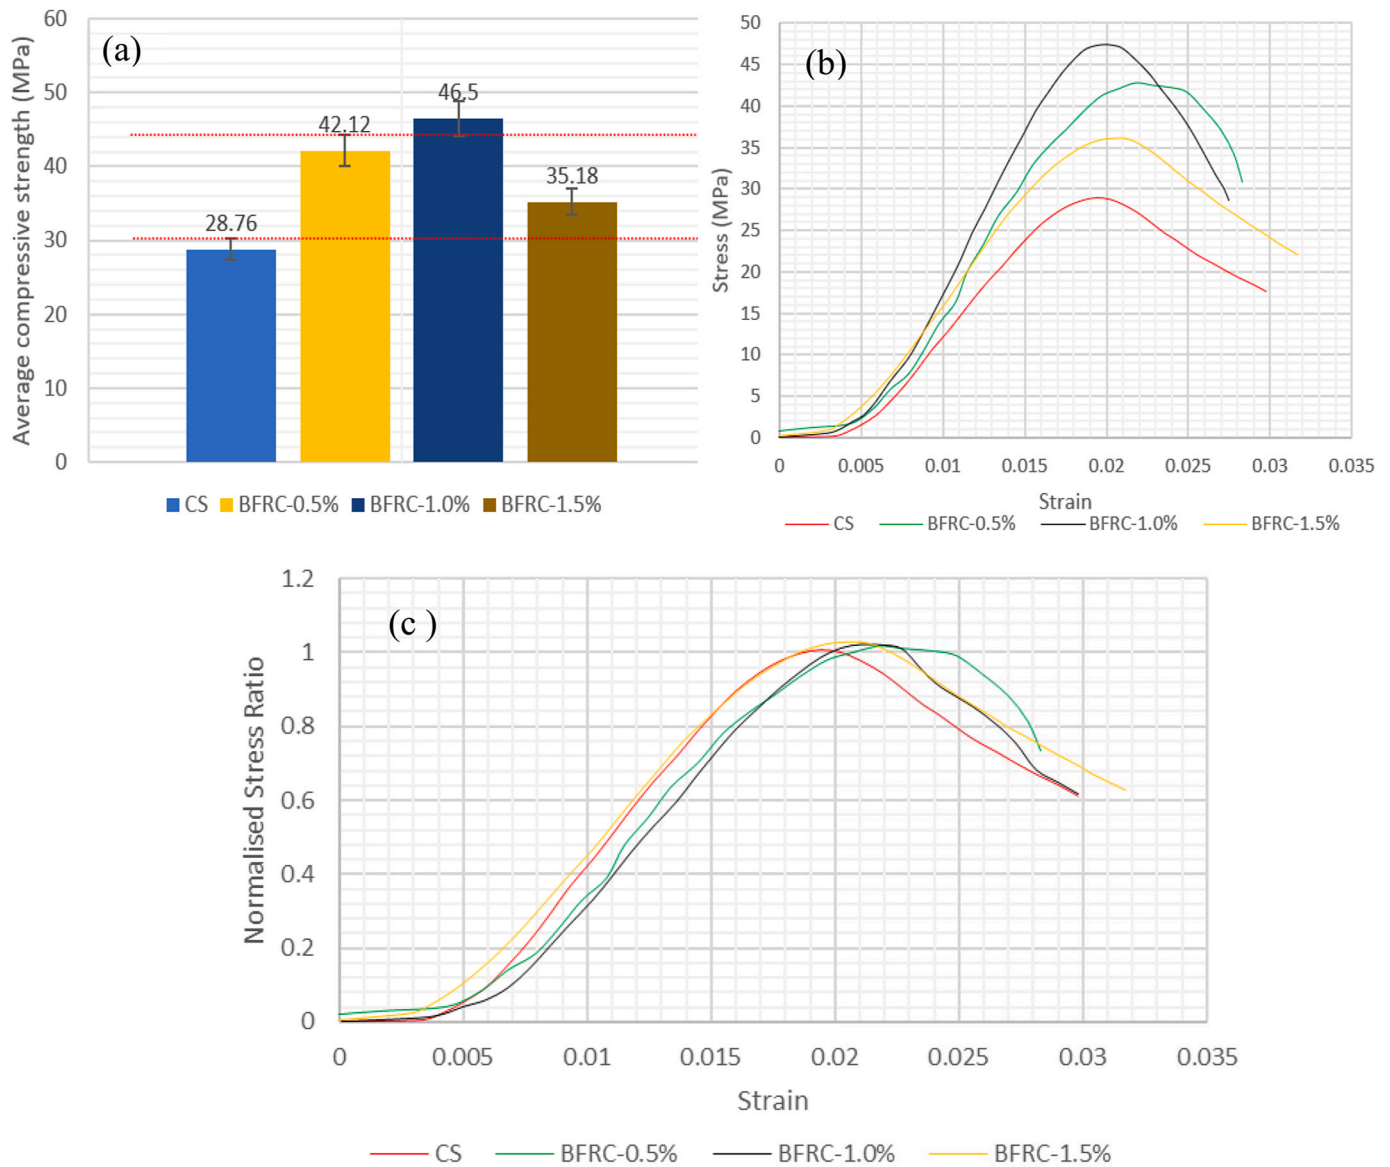 (a)
Average compressive strength (MPa)
60
50
40
30
20
10
0
28.76
42.12
46.5
35.18
CS BFRC-0.5% BFRC-1.0% BFRC-1.5%
(b)
Stress (MPa)
50
45
40
35
30
25
20
15
10
5
0
0 0.005 0.01 0.015 0.02 0.025 0.03 0.035
Strain
CS BFRC-0.5% BFRC-1.0% BFRC-1.5%
(c )
Normalised Stress Ratio
1.2
1
0.8
0.6
0.4
0.2
0
0 0.005 0.01 0.015 0.02 0.025 0.03 0.035
Strain
CS BFRC-0.5% BFRC-1.0% BFRC-1.5%